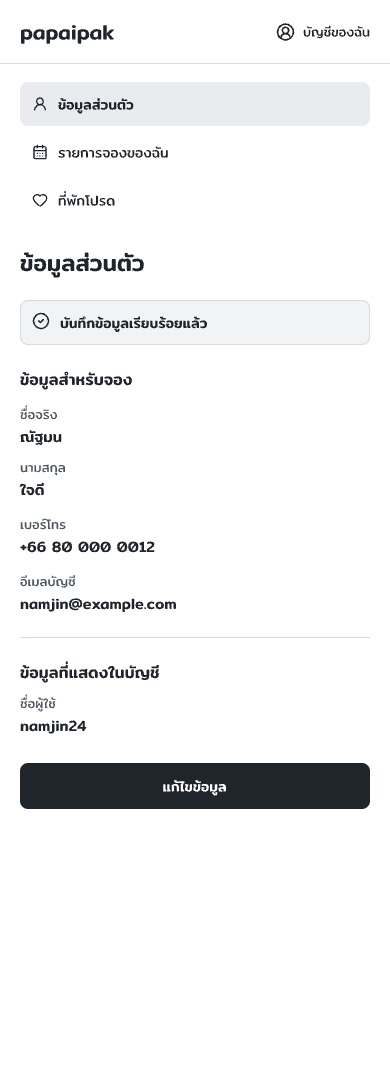 papaipak
บัญชีของฉัน
ข้อมูลส่วนตัว
รายการจองของฉัน
ที่พักโปรด
ข้อมูลส่วนตัว
บันทึกข้อมูลเรียบร้อยแล้ว
ข้อมูลสำหรับจอง
ชื่อจริง
ณัฐมน
นามสกุล
ใจดี
เบอร์โทร
+66 80 000 0012
อีเมลบัญชี
namjin@example.com
ข้อมูลที่แสดงในบัญชี
ชื่อผู้ใช้
namjin24
แก้ไขข้อมูล